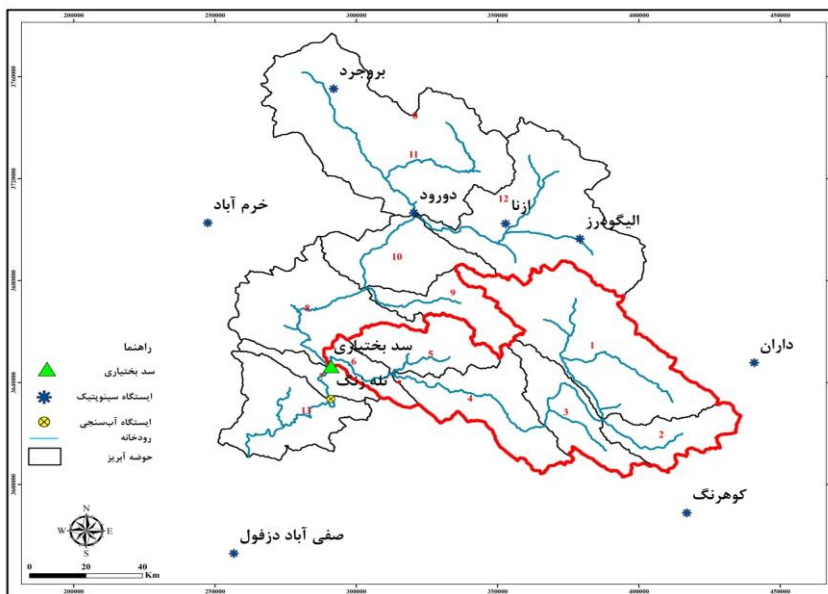 200000 250000 300000 350000 400000 450000
3760000
بروجرد
6
11
3720000
12
ازنا
دورود
خرم آباد
الیگودرز
10
3680000
9
8
راهنما
سد بختیاری
1
داران
5
6
سد بختیاری
3640000
تله زنگ
ایستگاه سینوپتیک
4
13
3
ایستگاه آب‌سنجی
2
رودخانه
حوضه آبریز
3600000
کوهرنگ
N
W E
S
صفی آباد دزفول
0 20 40
Km
200000 250000 300000 350000 400000 450000